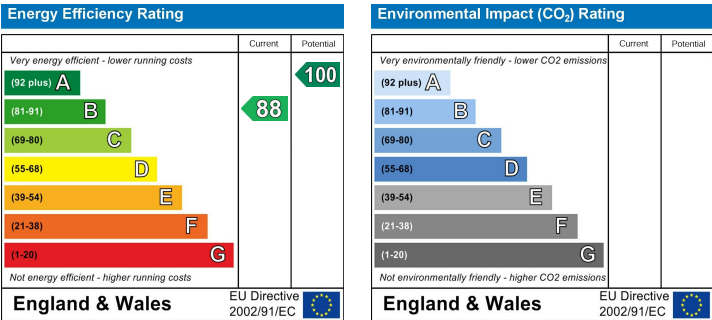 Energy Efficiency Rating
Current Potential
Very energy efficient - lower running costs
(92 plus) A
100
(81-91) B
88
(69-80) C
(55-68) D
(39-54) E
(21-38) F
(1-20) G
Not energy efficient - higher running costs
England & Wales
EU Directive
2002/91/EC
Environmental Impact (CO₂) Rating
Current Potential
Very environmentally friendly - lower CO2 emissions
(92 plus) A
(81-91) B
(69-80) C
(55-68) D
(39-54) E
(21-38) F
(1-20) G
Not environmentally friendly - higher CO2 emissions
England & Wales
EU Directive
2002/91/EC